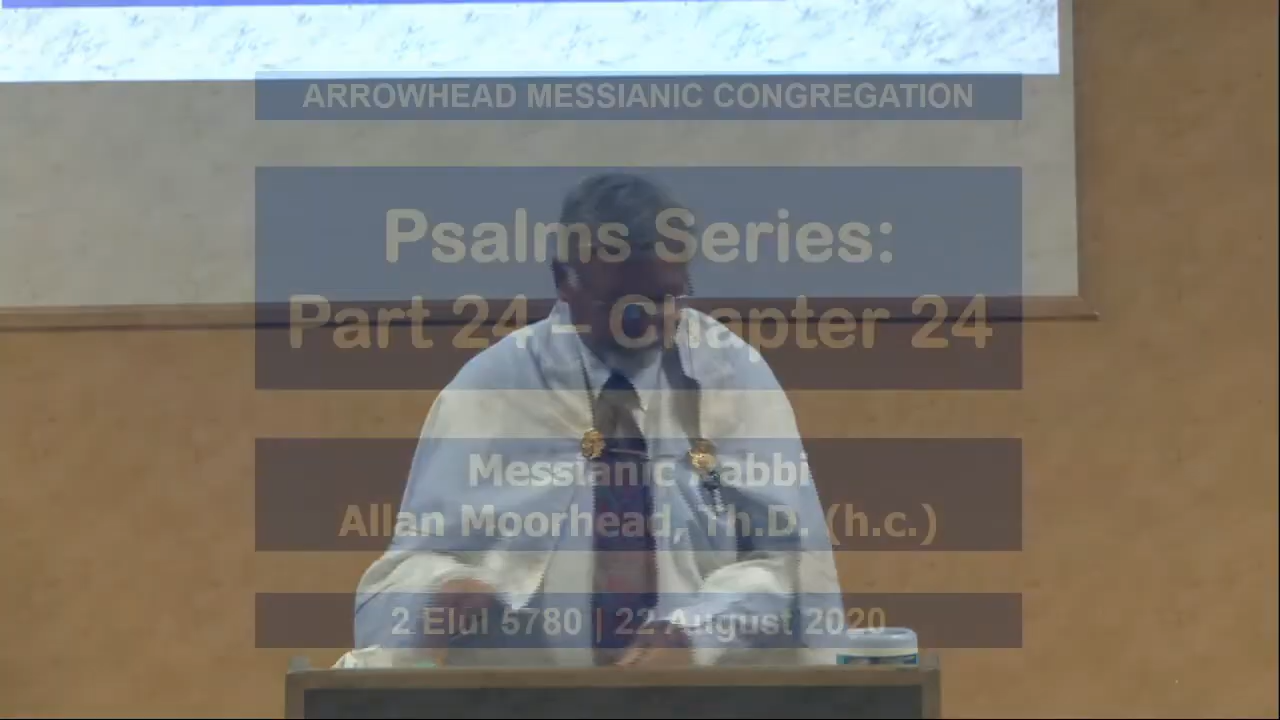 ARROWHEAD MESSIANIC CONGREGATION
Psalms Series:
Part 24 – Chapter 24
Messianic Rabbi
Allan Moorhead, Th.D. (h.c.)
2 Elul 5780 | 22 August 2020